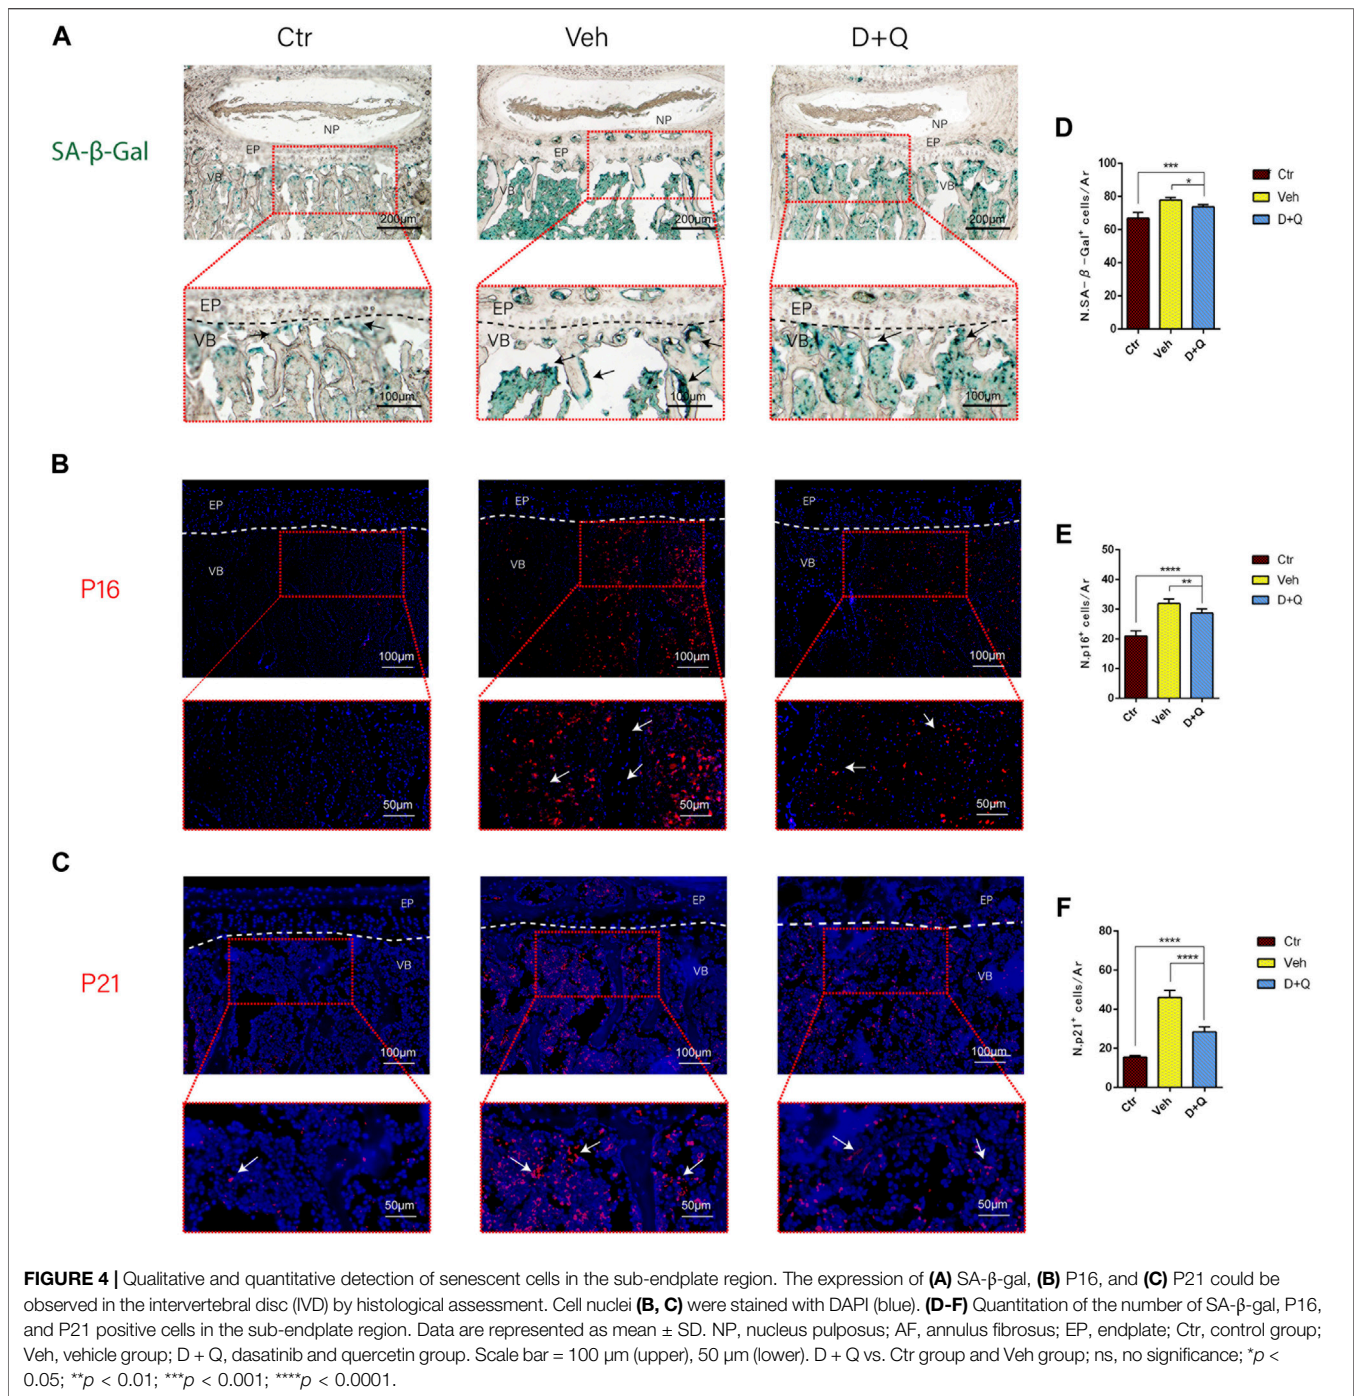 A
Ctr
Veh
D+Q
SA-β-Gal
NP
EP
VB
200µm
NP
EP
VB
200µm
NP
EP
VB
200µm
EP
VB
100µm
EP
VB
100µm
EP
VB
100µm
D
N.SA-β-Gal⁺ cells/Ar
100
80
60
40
20
0
***
*
Ctr
Veh
D+Q
Ctr
Veh
D+Q
B
P16
EP
VB
100µm
EP
VB
100µm
EP
VB
100µm
50µm
50µm
50µm
E
N.p16⁺ cells/Ar
50
40
30
20
10
0
****
**
Ctr
Veh
D+Q
Ctr
Veh
D+Q
C
P21
EP
VB
100µm
EP
VB
100µm
EP
VB
100µm
50µm
50µm
50µm
F
N.p21⁺ cells/Ar
80
60
40
20
0
****
****
Ctr
Veh
D+Q
Ctr
Veh
D+Q
FIGURE 4 | Qualitative and quantitative detection of senescent cells in the sub-endplate region. The expression of (A) SA-β-gal, (B) P16, and (C) P21 could be
observed in the intervertebral disc (IVD) by histological assessment. Cell nuclei (B, C) were stained with DAPI (blue). (D-F) Quantitation of the number of SA-β-gal, P16,
and P21 positive cells in the sub-endplate region. Data are represented as mean ± SD. NP, nucleus pulposus; AF, annulus fibrosus; EP, endplate; Ctr, control group;
Veh, vehicle group; D + Q, dasatinib and quercetin group. Scale bar = 100 µm (upper), 50 µm (lower). D + Q vs. Ctr group and Veh group; ns, no significance; *p <
0.05; **p < 0.01; ***p < 0.001; ****p < 0.0001.